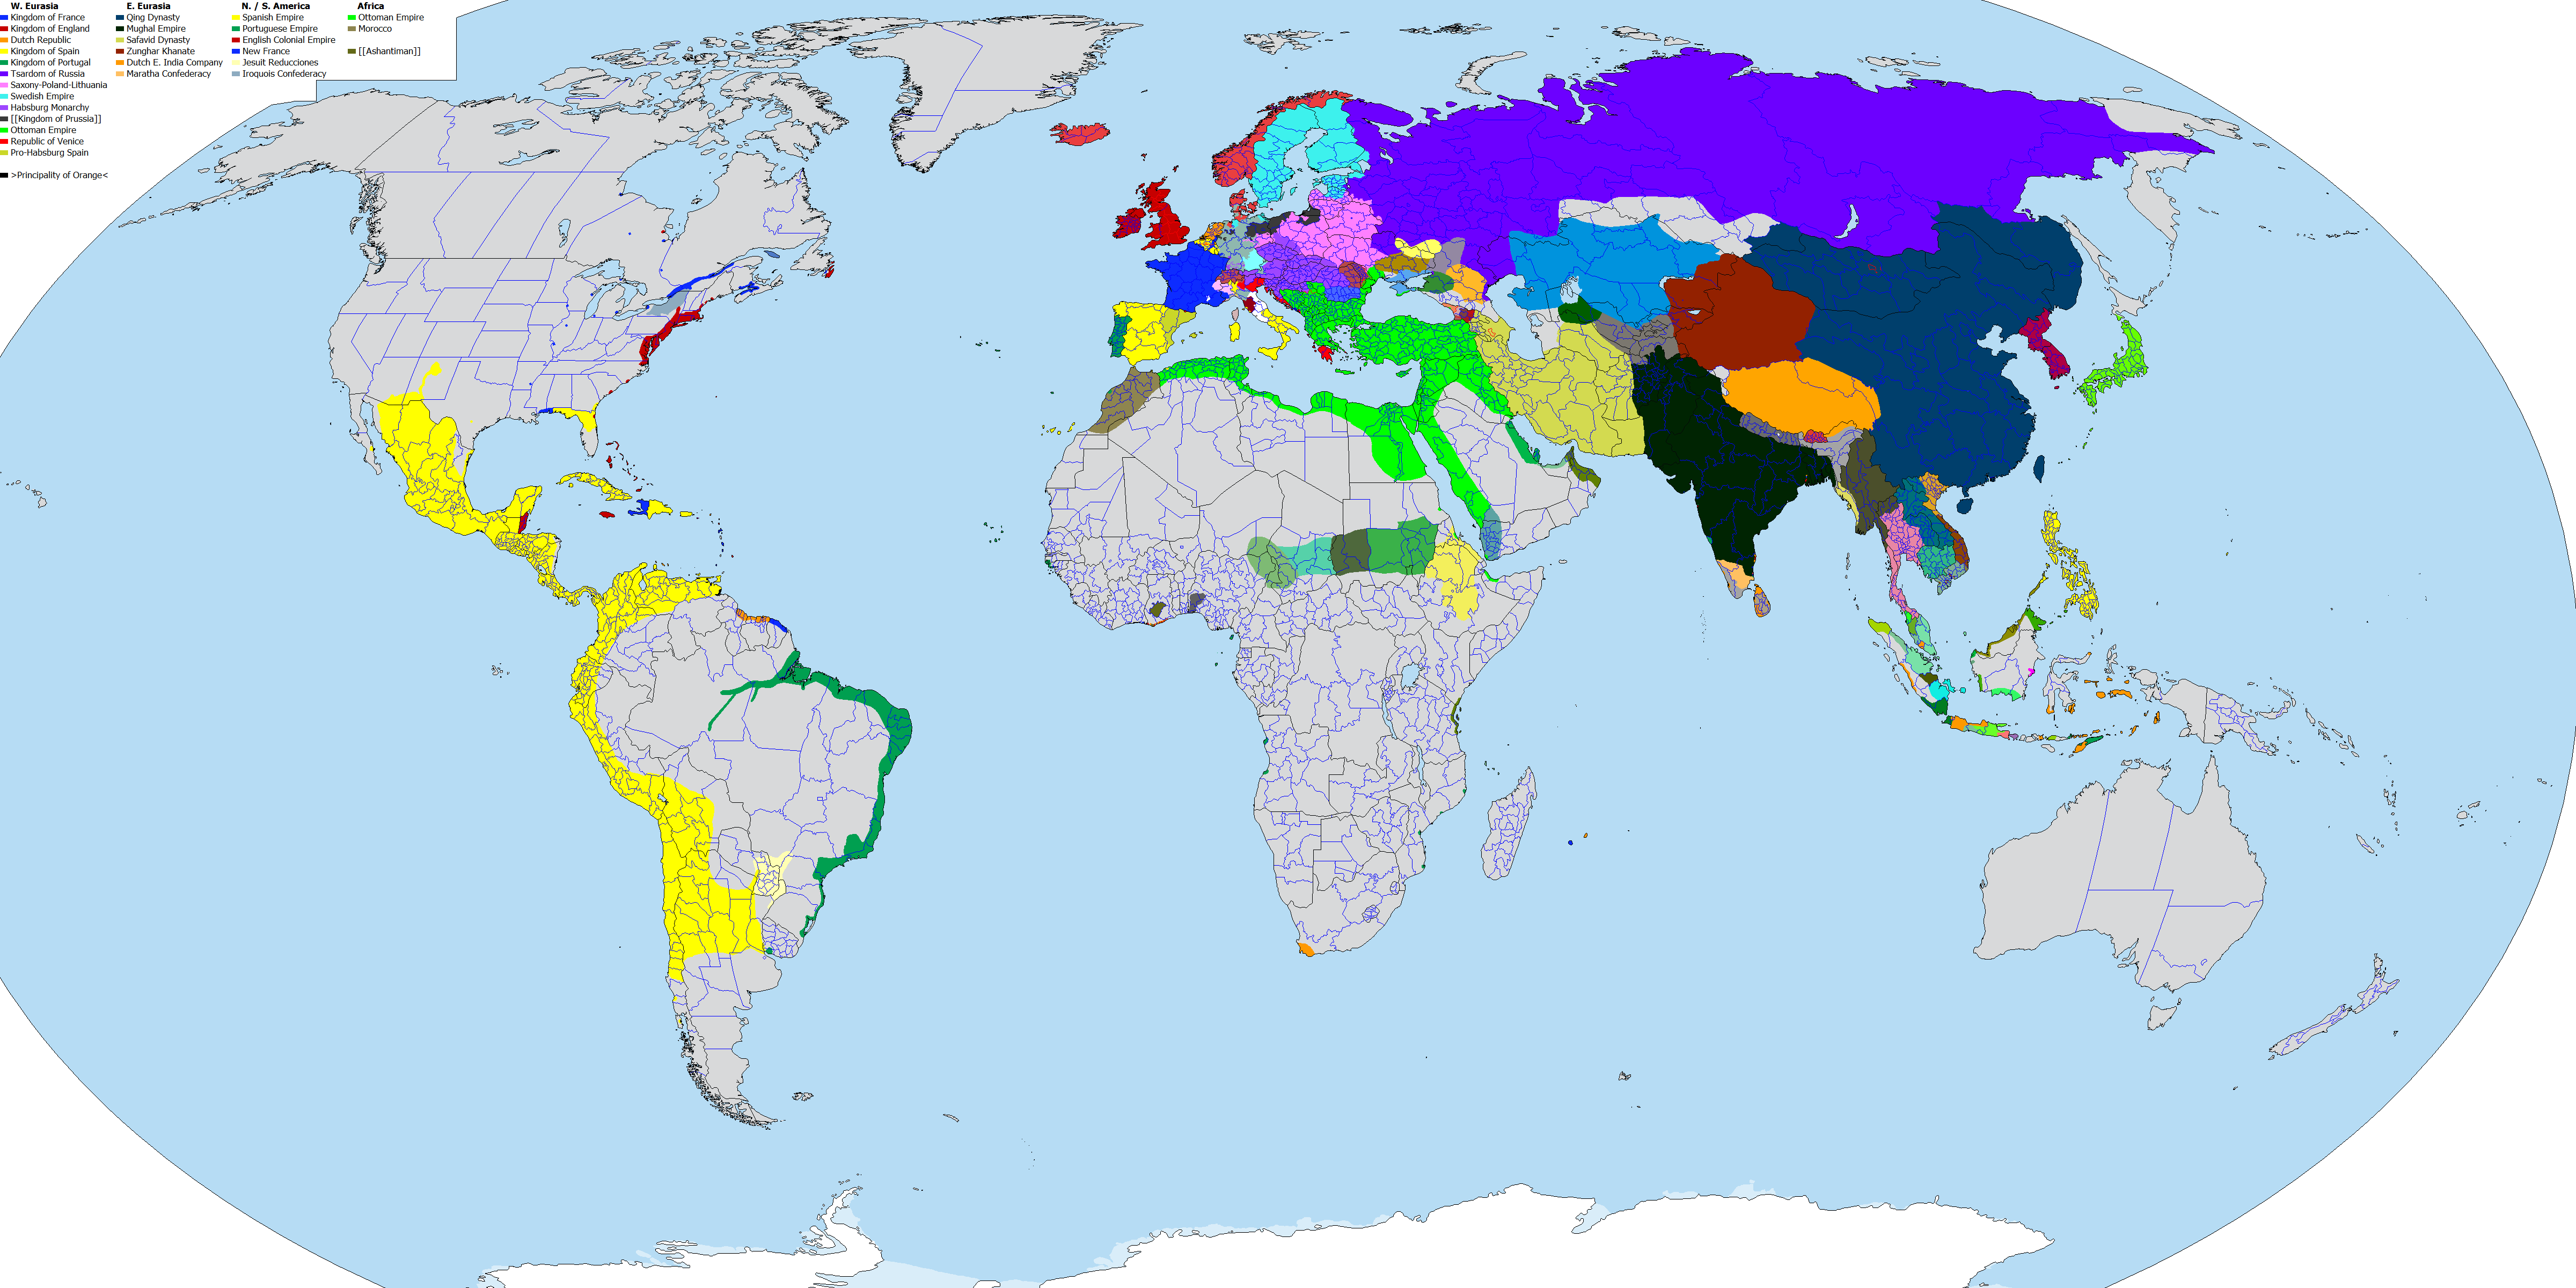 W. Eurasia
Kingdom of France
Kingdom of England
Dutch Republic
Kingdom of Spain
Kingdom of Portugal
Tsardom of Russia
Saxony-Poland-Lithuania
Swedish Empire
Habsburg Monarchy
[[Kingdom of Prussia]]
Ottoman Empire
Republic of Venice
Pro-Habsburg Spain
>Principality of Orange<
E. Eurasia
Qing Dynasty
Mughal Empire
Safavid Dynasty
Zunghar Khanate
Dutch E. India Company
Maratha Confederacy
N. / S. America
Spanish Empire
Portuguese Empire
English Colonial Empire
New France
Jesuit Reducciones
Iroquois Confederacy
Africa
Ottoman Empire
Morocco
[[Ashantiman]]